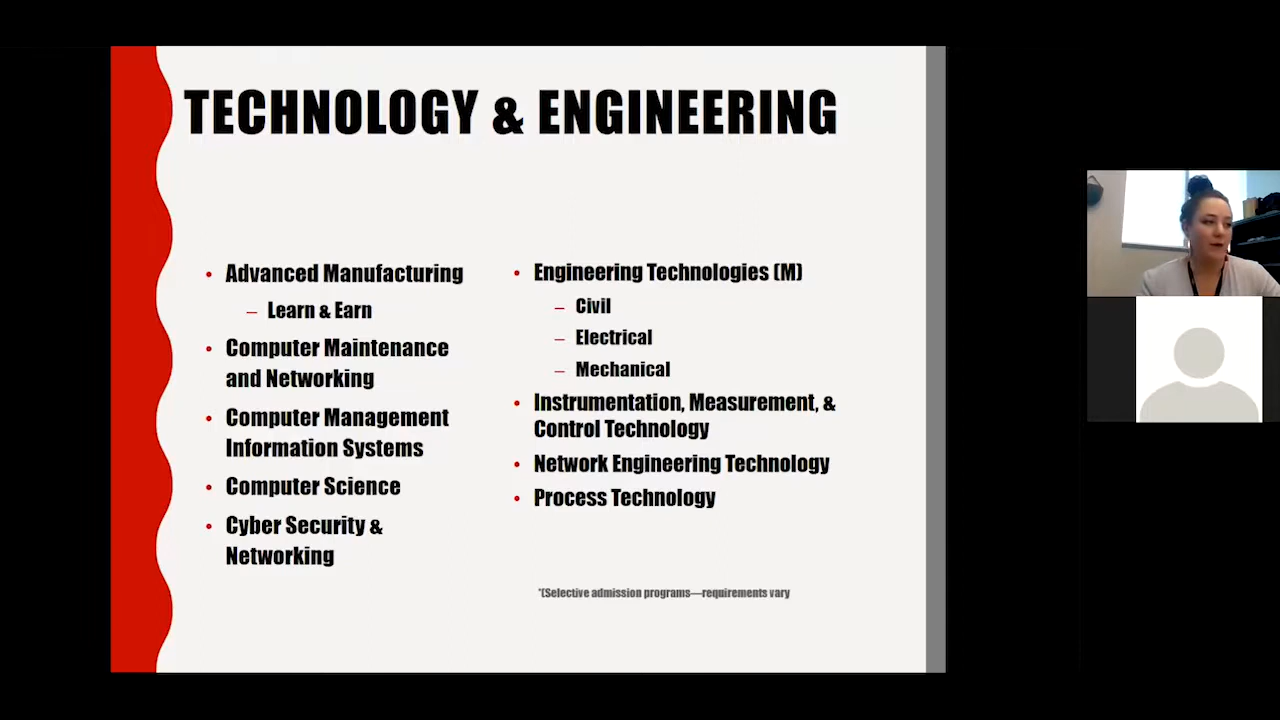 TECHNOLOGY & ENGINEERING
• Advanced Manufacturing
– Learn & Earn
• Computer Maintenance
and Networking
• Computer Management
Information Systems
• Computer Science
• Cyber Security &
Networking
• Engineering Technologies (M)
– Civil
– Electrical
– Mechanical
• Instrumentation, Measurement, &
Control Technology
• Network Engineering Technology
• Process Technology
*(Selective admission programs—requirements vary